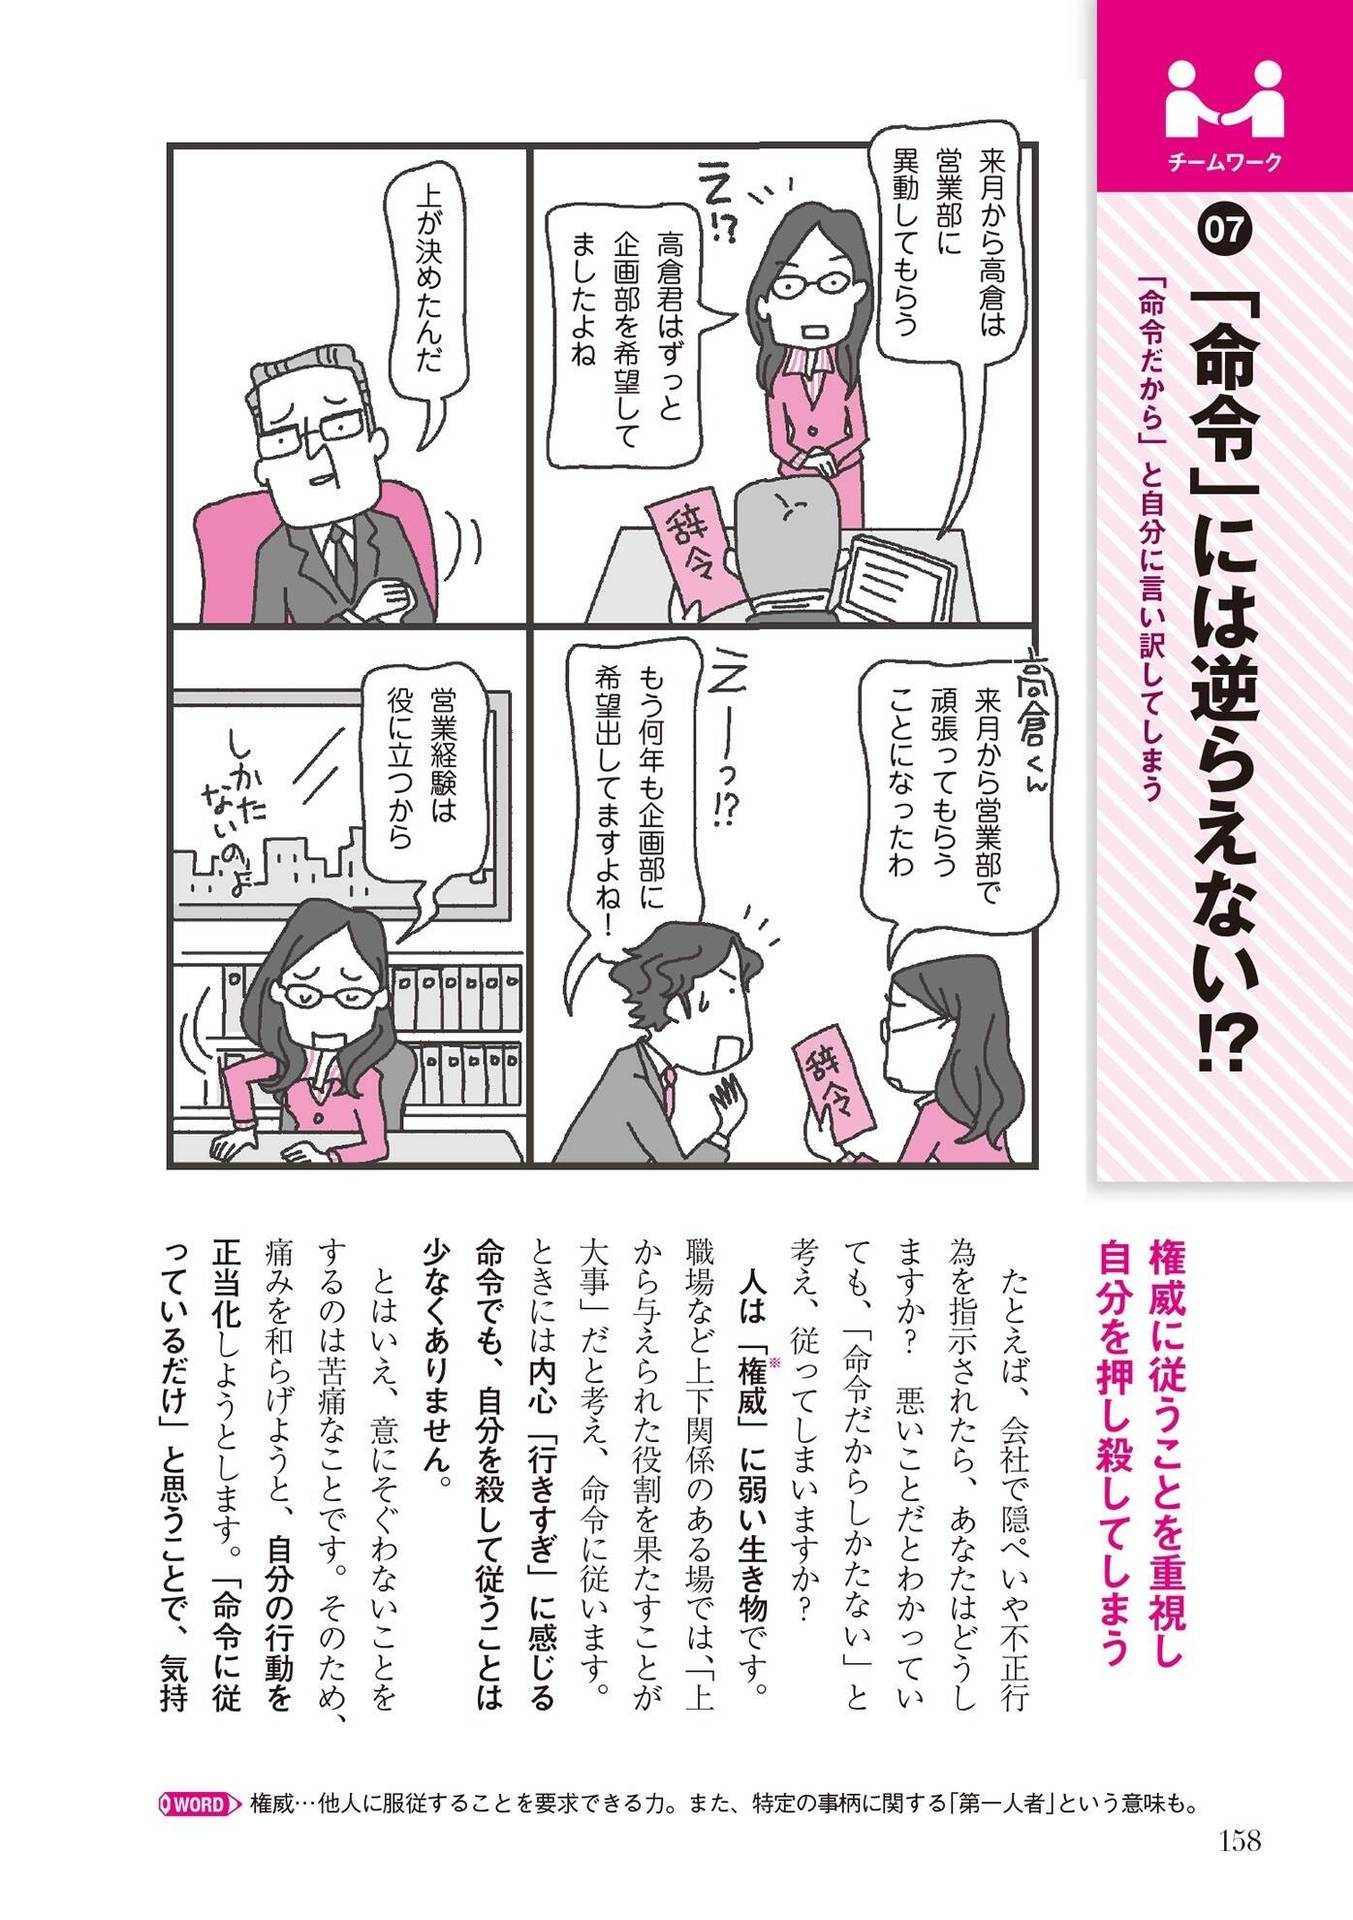 チームワーク
07
「命令」には逆らえない!?
「命令だから」と自分に言い訳してしまう
来月から高倉は
営業部に
異動してもらう
エ!?
高倉君はずっと
企画部を希望して
ましたよね
辞令
上が決めたんだ
高倉くん
来月から営業部で
頑張ってもらう
ことになったわ
エーっ!?
もう何年も企画部に
希望出してますよね!
辞令
営業経験は
役に立つから
しかた
ないのよ
権威に従うことを重視し
自分を押し殺してしまう
たとえば、会社で隠ぺいや不正行
為を指示されたら、あなたはどうし
ますか? 悪いことだとわかってい
ても、「命令だからしかたない」と
考え、従ってしまいますか?
人は「権威」に弱い生き物です。
※
職場など上下関係のある場では、「上
から与えられた役割を果たすことが
大事」だと考え、命令に従います。
ときには内心「行きすぎ」に感じる
命令でも、自分を殺して従うことは
少なくありません。
とはいえ、意にそぐわないことを
するのは苦痛なことです。そのため、
痛みを和らげようと、自分の行動を
正当化しようとします。「命令に従
っているだけ」と思うことで、気持
WORD 権威…他人に服従することを要求できる力。また、特定の事柄に関する「第一人者」という意味も。
158